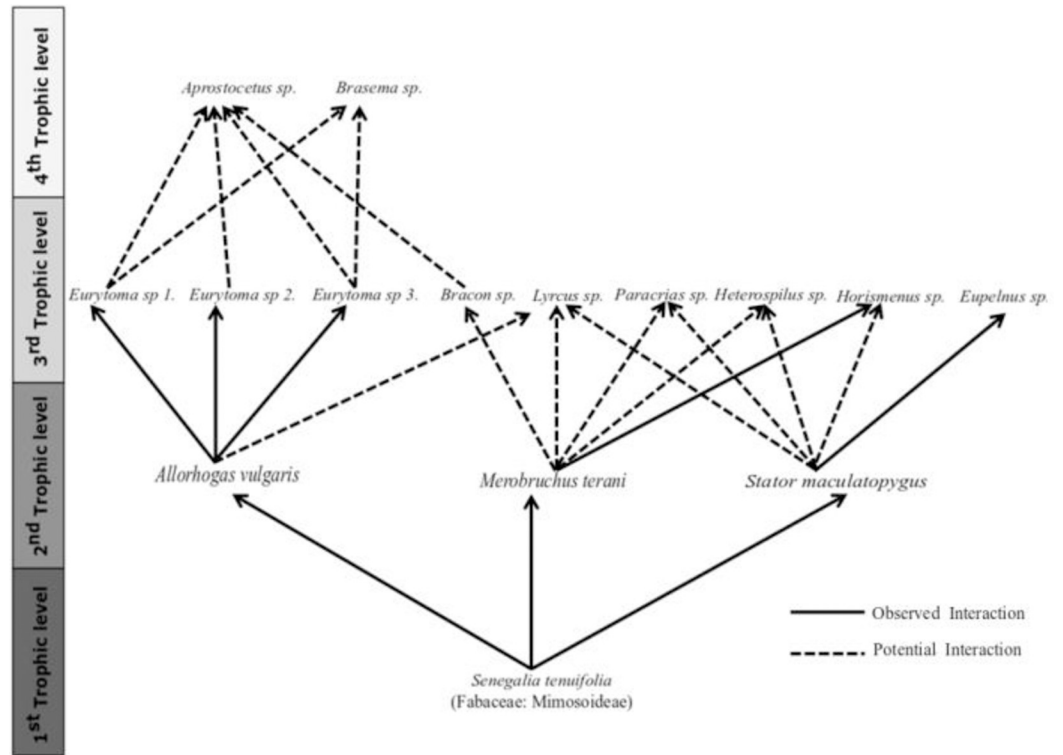 4th Trophic level
Aprostocetus sp. Brasema sp.
3rd Trophic level
Eurytoma sp 1. Eurytoma sp 2. Eurytoma sp 3. Bracon sp. Lyrcus sp. Paracrias sp. Heterospilus sp. Horismenus sp. Eupelnus sp.
2nd Trophic level
Allorhogas vulgaris Merobruchus terani Stator maculatopygus
1st Trophic level
Senegalia tenuifolia
(Fabaceae: Mimosoideae)
Observed Interaction
Potential Interaction